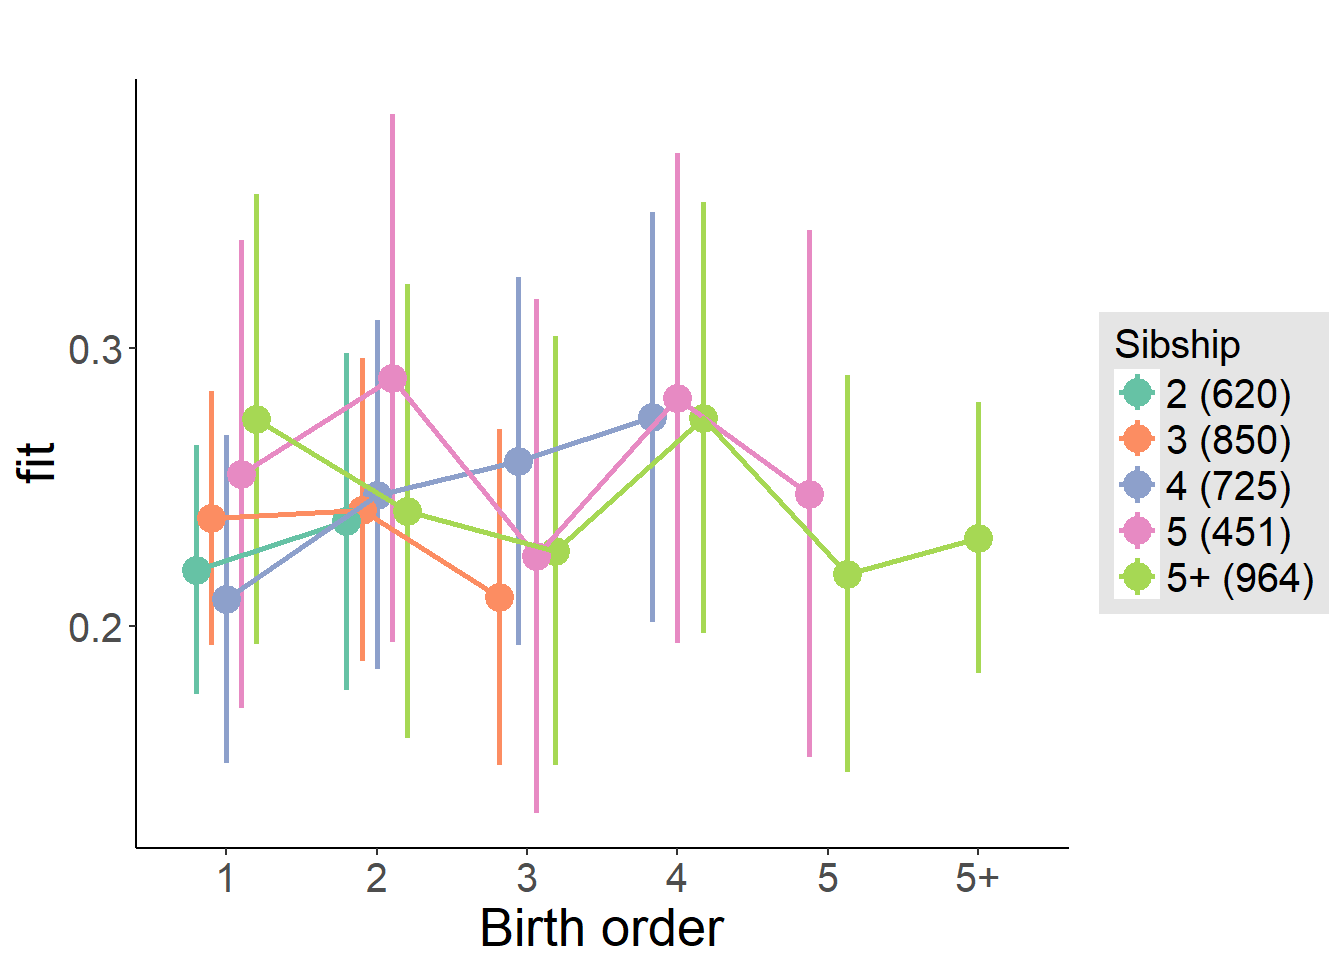 fit
0.3
0.2
1 2 3 4 5 5+
Birth order
Sibship
2 (620)
3 (850)
4 (725)
5 (451)
5+ (964)